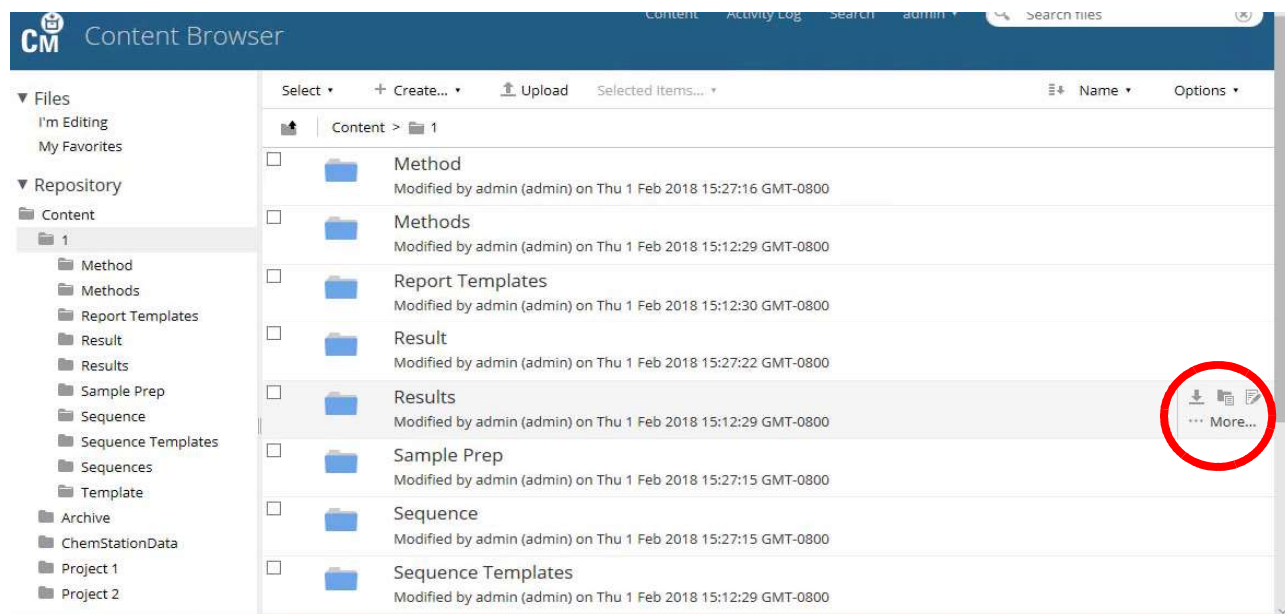 Content Activity Log Search admin Search files
CM Content Browser
Files
I'm Editing
My Favorites
Repository
Content
1
Method
Methods
Report Templates
Result
Results
Sample Prep
Sequence
Sequence Templates
Sequences
Template
Archive
ChemStationData
Project 1
Project 2
Select + Create... Upload Selected Items... Name Options
Content > 1
Method
Modified by admin (admin) on Thu 1 Feb 2018 15:27:16 GMT-0800
Methods
Modified by admin (admin) on Thu 1 Feb 2018 15:12:29 GMT-0800
Report Templates
Modified by admin (admin) on Thu 1 Feb 2018 15:12:30 GMT-0800
Result
Modified by admin (admin) on Thu 1 Feb 2018 15:27:22 GMT-0800
Results
Modified by admin (admin) on Thu 1 Feb 2018 15:12:29 GMT-0800
... More...
Sample Prep
Modified by admin (admin) on Thu 1 Feb 2018 15:27:15 GMT-0800
Sequence
Modified by admin (admin) on Thu 1 Feb 2018 15:27:15 GMT-0800
Sequence Templates
Modified by admin (admin) on Thu 1 Feb 2018 15:12:29 GMT-0800